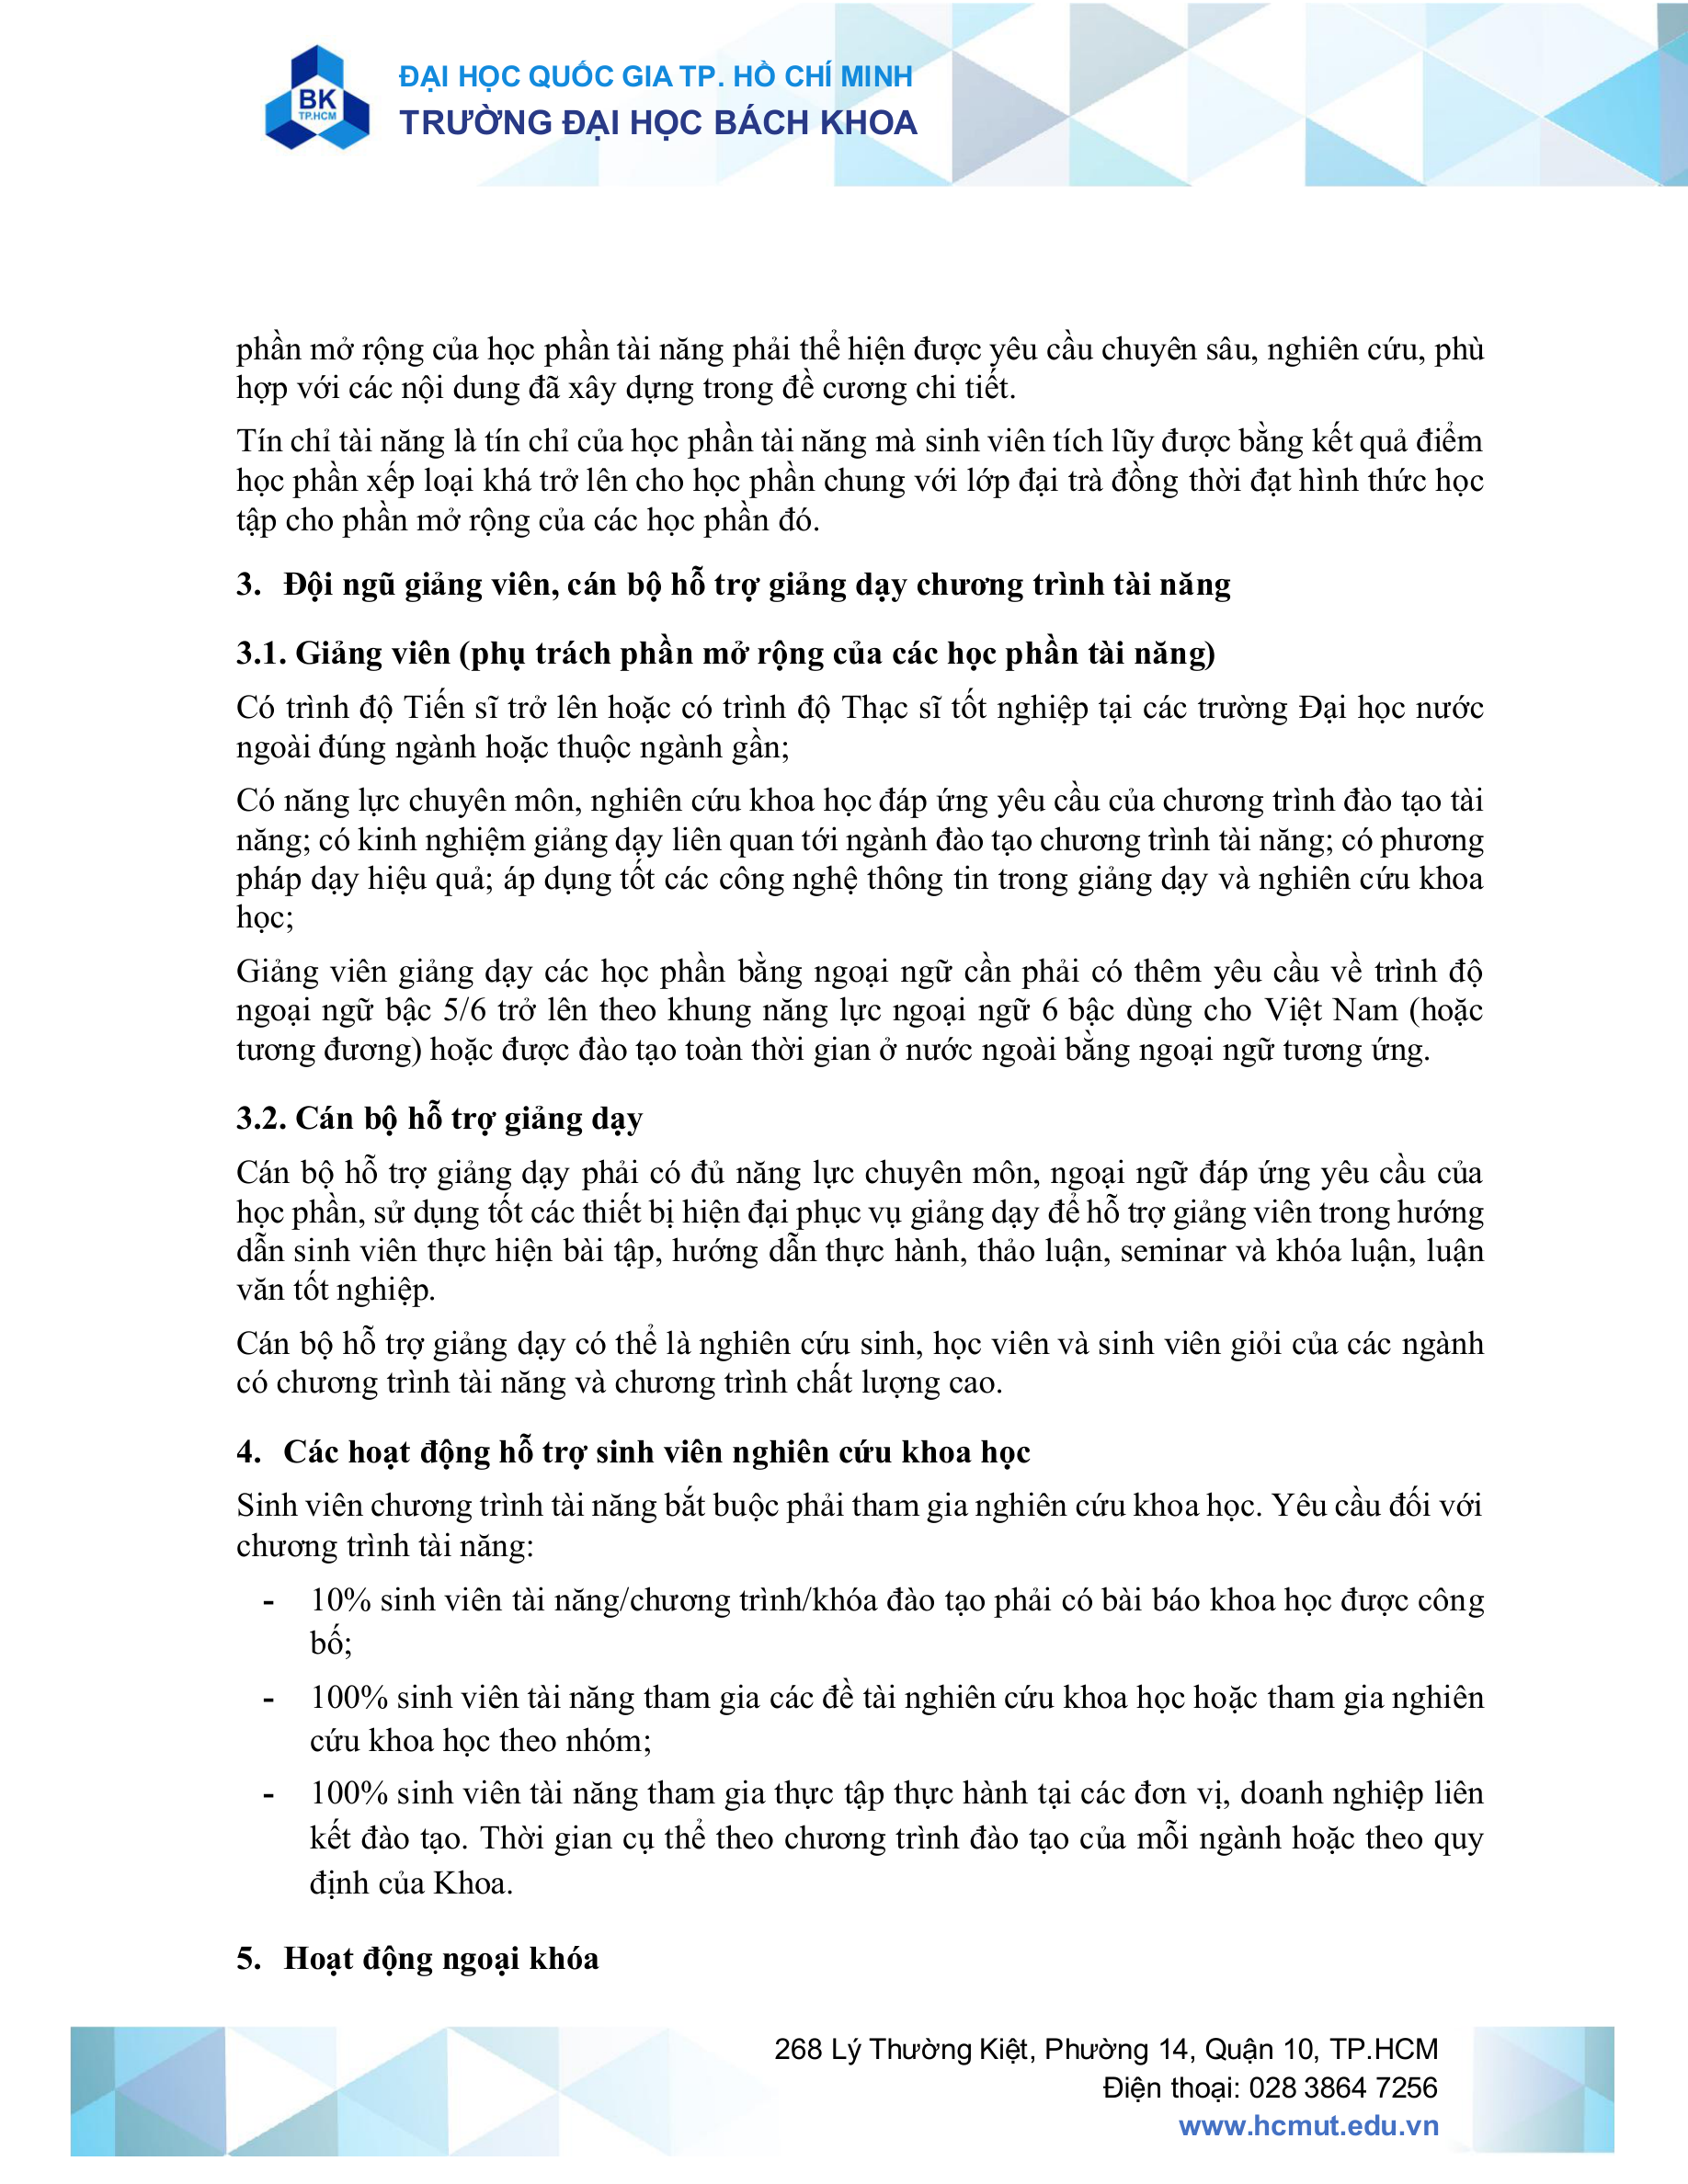 ĐẠI HỌC QUỐC GIA TP. HỒ CHÍ MINH
BK
TP.HCM
TRƯỜNG ĐẠI HỌC BÁCH KHOA
phần mở rộng của học phần tài năng phải thể hiện được yêu cầu chuyên sâu, nghiên cứu, phù
hợp với các nội dung đã xây dựng trong đề cương chi tiết.
Tín chỉ tài năng là tín chỉ của học phần tài năng mà sinh viên tích lũy được bằng kết quả điểm
học phần xếp loại khá trở lên cho học phần chung với lớp đại trà đồng thời đạt hình thức học
tập cho phần mở rộng của các học phần đó.
3. Đội ngũ giảng viên, cán bộ hỗ trợ giảng dạy chương trình tài năng
3.1. Giảng viên (phụ trách phần mở rộng của các học phần tài năng)
Có trình độ Tiến sĩ trở lên hoặc có trình độ Thạc sĩ tốt nghiệp tại các trường Đại học nước
ngoài đúng ngành hoặc thuộc ngành gần;
Có năng lực chuyên môn, nghiên cứu khoa học đáp ứng yêu cầu của chương trình đào tạo tài
năng; có kinh nghiệm giảng dạy liên quan tới ngành đào tạo chương trình tài năng; có phương
pháp dạy hiệu quả; áp dụng tốt các công nghệ thông tin trong giảng dạy và nghiên cứu khoa
học;
Giảng viên giảng dạy các học phần bằng ngoại ngữ cần phải có thêm yêu cầu về trình độ
ngoại ngữ bậc 5/6 trở lên theo khung năng lực ngoại ngữ 6 bậc dùng cho Việt Nam (hoặc
tương đương) hoặc được đào tạo toàn thời gian ở nước ngoài bằng ngoại ngữ tương ứng.
3.2. Cán bộ hỗ trợ giảng dạy
Cán bộ hỗ trợ giảng dạy phải có đủ năng lực chuyên môn, ngoại ngữ đáp ứng yêu cầu của
học phần, sử dụng tốt các thiết bị hiện đại phục vụ giảng dạy để hỗ trợ giảng viên trong hướng
dẫn sinh viên thực hiện bài tập, hướng dẫn thực hành, thảo luận, seminar và khóa luận, luận
văn tốt nghiệp.
Cán bộ hỗ trợ giảng dạy có thể là nghiên cứu sinh, học viên và sinh viên giỏi của các ngành
có chương trình tài năng và chương trình chất lượng cao.
4. Các hoạt động hỗ trợ sinh viên nghiên cứu khoa học
Sinh viên chương trình tài năng bắt buộc phải tham gia nghiên cứu khoa học. Yêu cầu đối với
chương trình tài năng:
- 10% sinh viên tài năng/chương trình/khóa đào tạo phải có bài báo khoa học được công
bố;
- 100% sinh viên tài năng tham gia các đề tài nghiên cứu khoa học hoặc tham gia nghiên
cứu khoa học theo nhóm;
- 100% sinh viên tài năng tham gia thực tập thực hành tại các đơn vị, doanh nghiệp liên
kết đào tạo. Thời gian cụ thể theo chương trình đào tạo của mỗi ngành hoặc theo quy
định của Khoa.
5. Hoạt động ngoại khóa
268 Lý Thường Kiệt, Phường 14, Quận 10, TP.HCM
Điện thoại: 028 3864 7256
www.hcmut.edu.vn